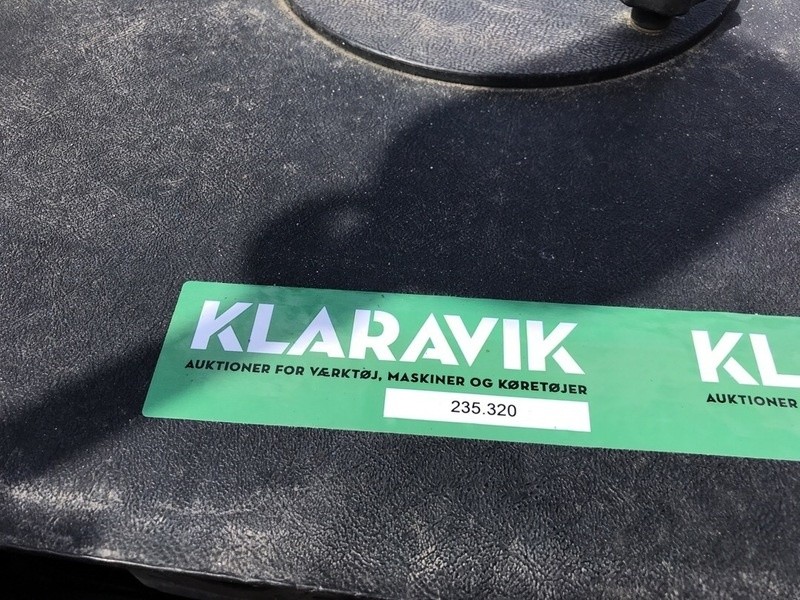 KLARAVIK
AUKTIONER FOR VÆRKTØJ, MASKINER OG KØRETØJER
235.320
KL
AUKTIONER